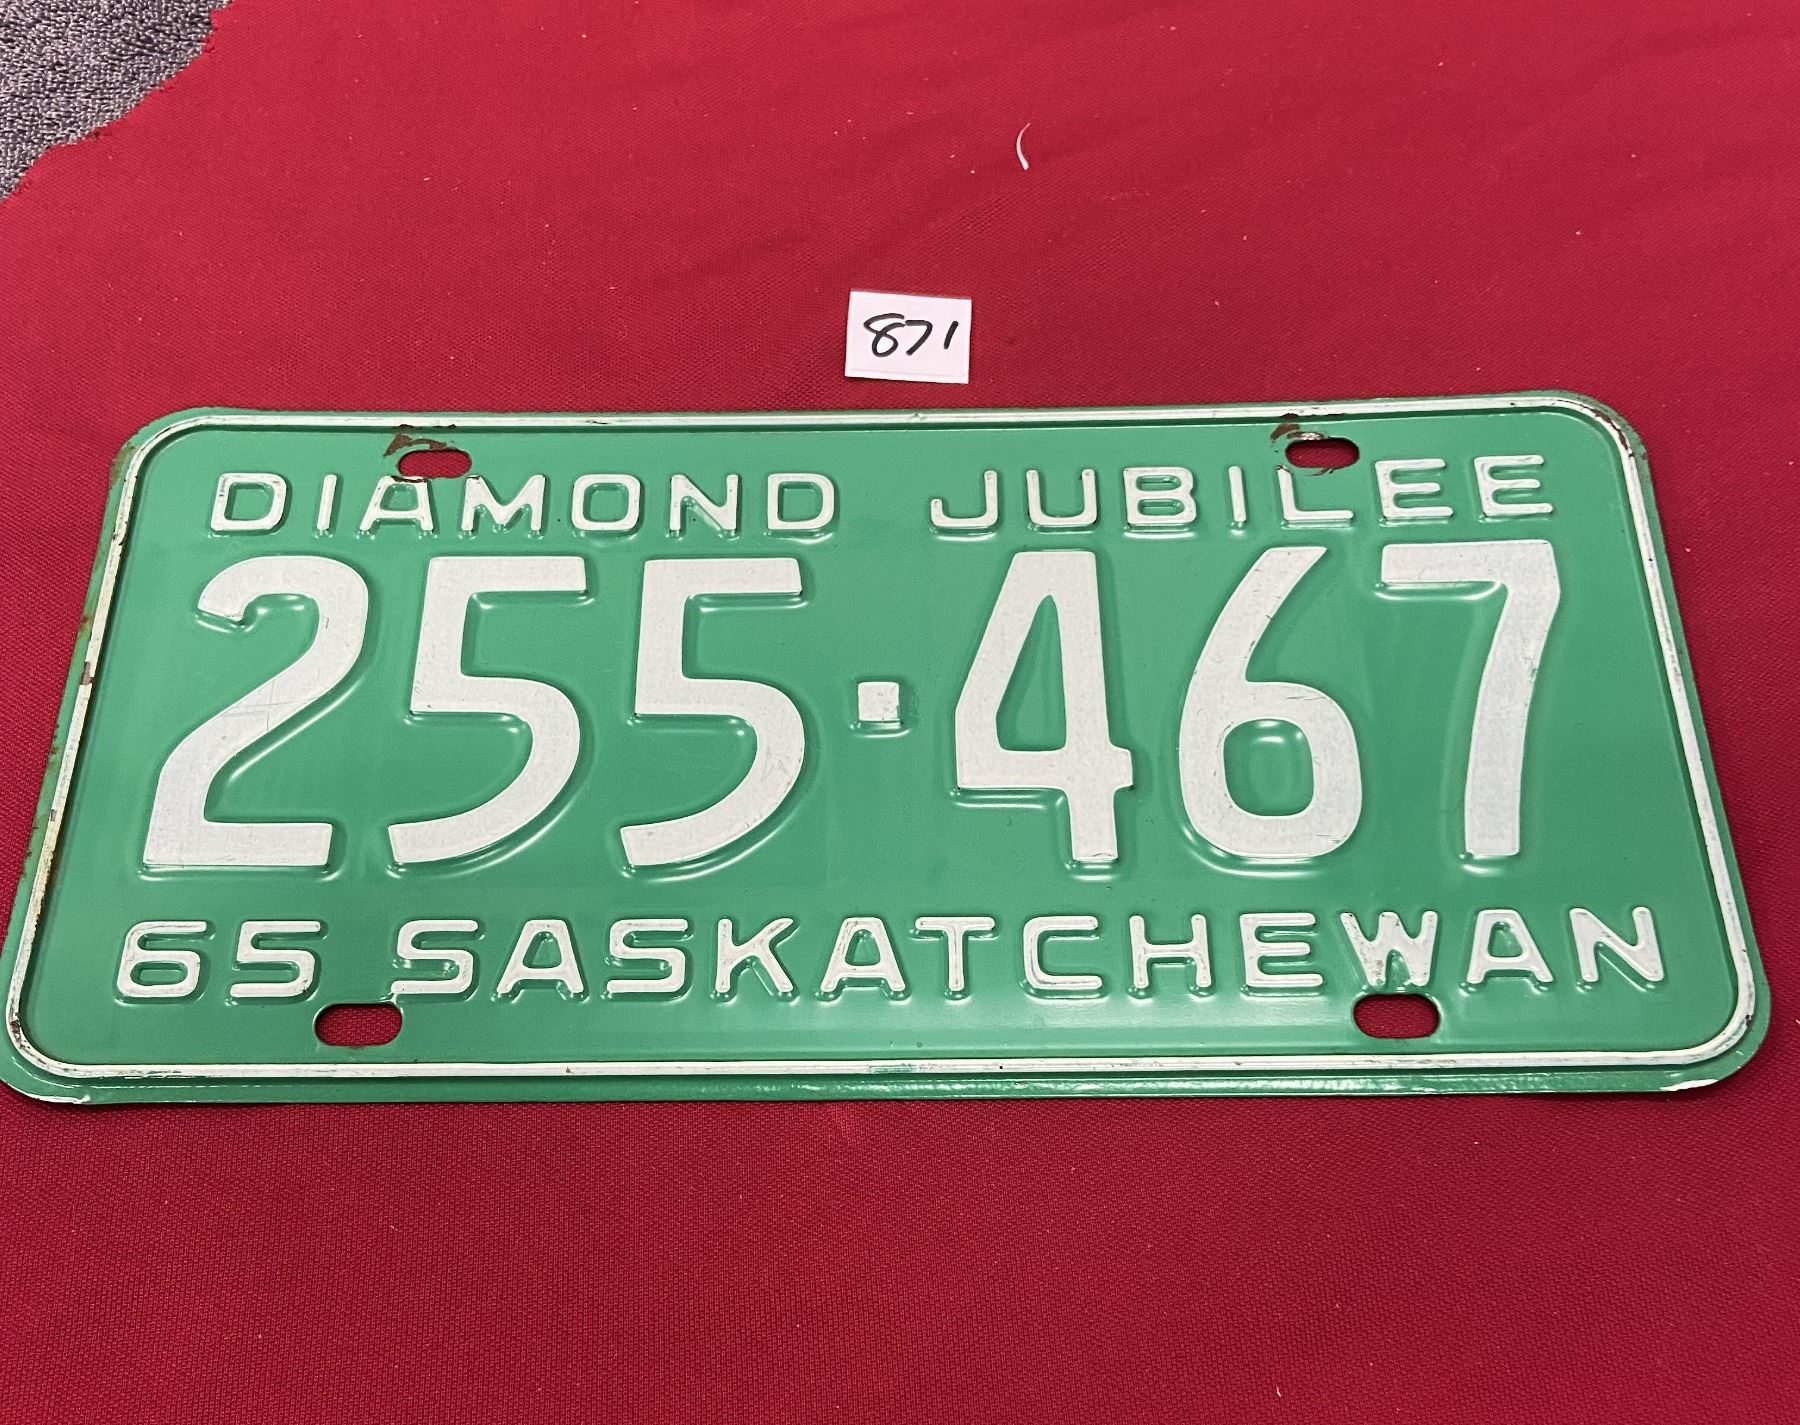 871
DIAMOND JUBILEE
255·467
65 SASKATCHEWAN